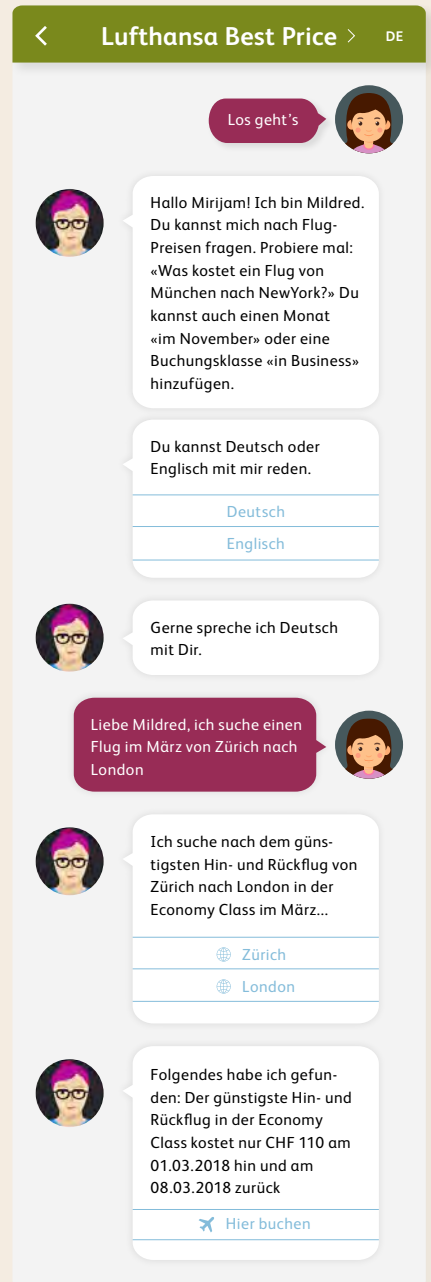 Lufthansa Best Price
DE
Los geht's
Hallo Mirijam! Ich bin Mildred.
Du kannst mich nach Flug-
Preisen fragen. Probiere mal:
«Was kostet ein Flug von
München nach NewYork?» Du
kannst auch einen Monat
«im November» oder eine
Buchungsklasse «in Business»
hinzufügen.
Du kannst Deutsch oder
Englisch mit mir reden.
Deutsch
Englisch
Gerne spreche ich Deutsch
mit Dir.
Liebe Mildred, ich suche einen
Flug im März von Zürich nach
London
Ich suche nach dem güns-
tigsten Hin- und Rückflug von
Zürich nach London in der
Economy Class im März...
Zürich
London
Folgendes habe ich gefun-
den: Der günstigste Hin- und
Rückflug in der Economy
Class kostet nur CHF 110 am
01.03.2018 hin und am
08.03.2018 zurück
Hier buchen